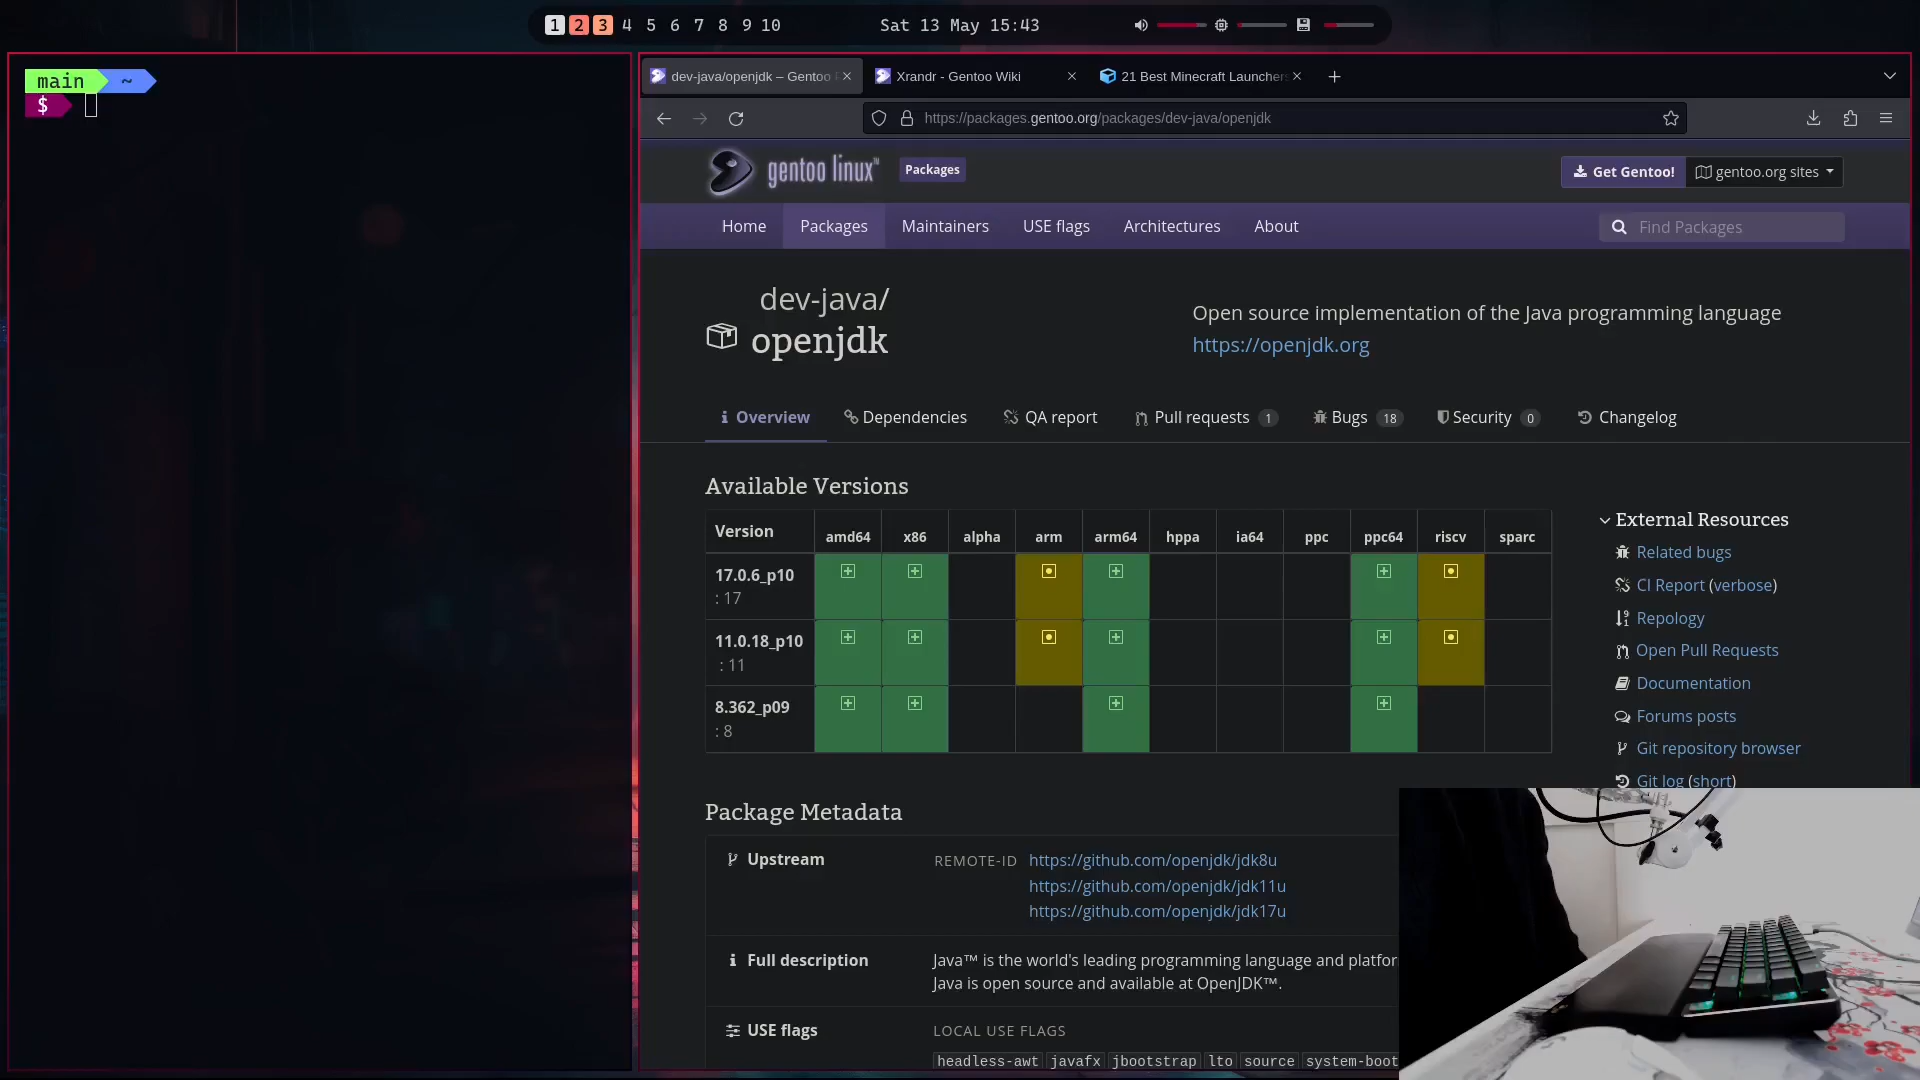 1 2 3 4 5 6 7 8 9 10
Sat 13 May 15:43
main ~
$
dev-java/openjdk – Gentoo
Xrandr - Gentoo Wiki
21 Best Minecraft Launchers
https://packages.gentoo.org/packages/dev-java/openjdk
gentoo linux™ Packages
Get Gentoo! gentoo.org sites
Home Packages Maintainers USE flags Architectures About
Find Packages
dev-java/
openjdk
Open source implementation of the Java programming language
https://openjdk.org
Overview Dependencies QA report Pull requests 1 Bugs 18 Security 0 Changelog
Available Versions
Version amd64 x86 alpha arm arm64 hppa ia64 ppc ppc64 riscv sparc
17.0.6_p10
: 17
11.0.18_p10
: 11
8.362_p09
: 8
External Resources
Related bugs
CI Report (verbose)
Repology
Open Pull Requests
Documentation
Forums posts
Git repository browser
Git log (short)
Package Metadata
Upstream REMOTE-ID https://github.com/openjdk/jdk8u
https://github.com/openjdk/jdk11u
https://github.com/openjdk/jdk17u
Full description Java™ is the world's leading programming language and platfor
Java is open source and available at OpenJDK™.
USE flags LOCAL USE FLAGS
headless-awt javafx jbootstrap lto source system-boot